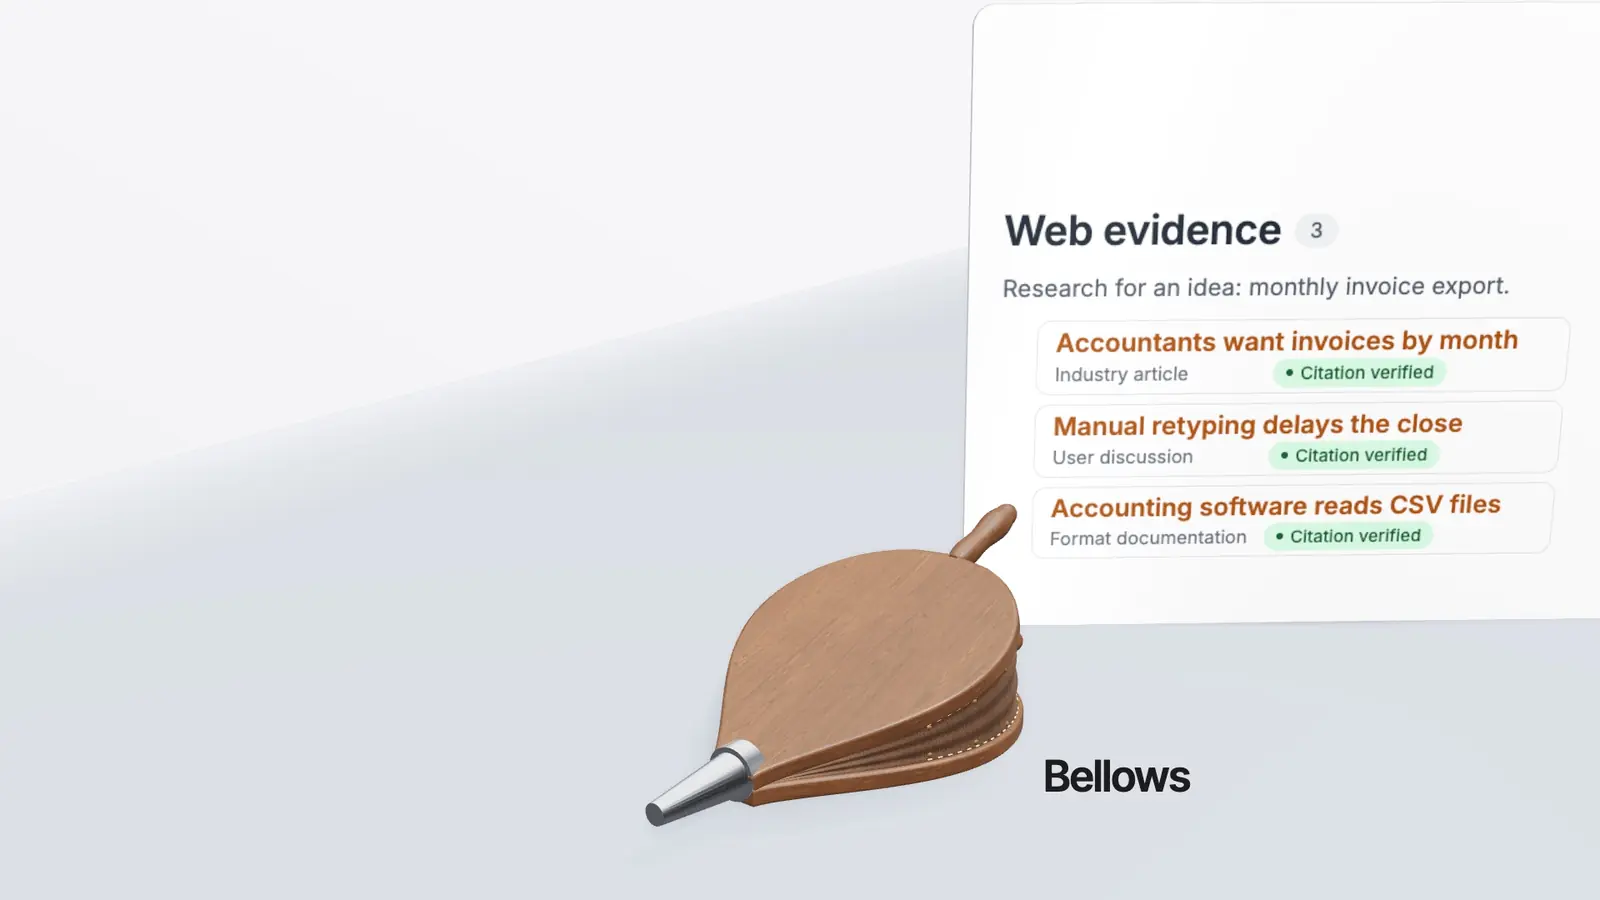 Web evidence 3
Research for an idea: monthly invoice export.
Accountants want invoices by month
Industry article • Citation verified
Manual retyping delays the close
User discussion • Citation verified
Accounting software reads CSV files
Format documentation • Citation verified
Bellows